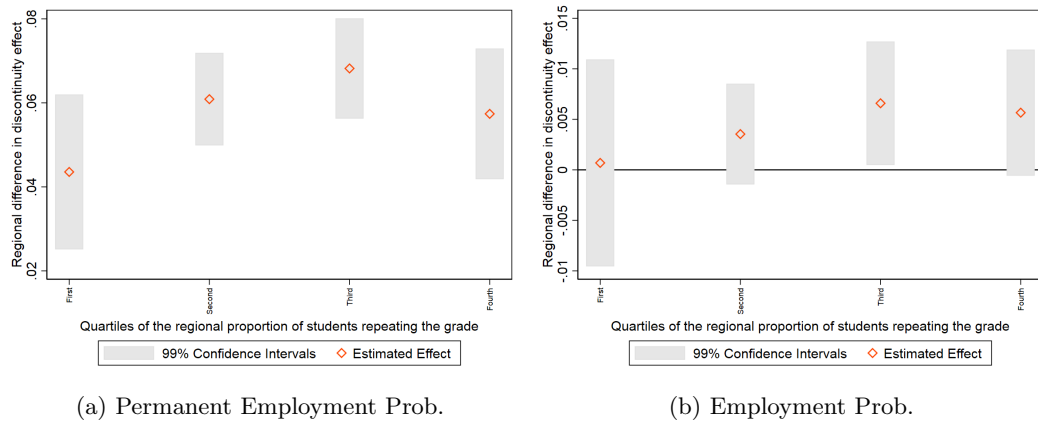 Regional difference in discontinuity effect
.08
.06
.04
.02
First
Second
Third
Fourth
Quartiles of the regional proportion of students repeating the grade
99% Confidence Intervals
Estimated Effect
(a) Permanent Employment Prob.
Regional difference in discontinuity effect
.015
.01
.005
0
-.005
-.01
First
Second
Third
Fourth
Quartiles of the regional proportion of students repeating the grade
99% Confidence Intervals
Estimated Effect
(b) Employment Prob.